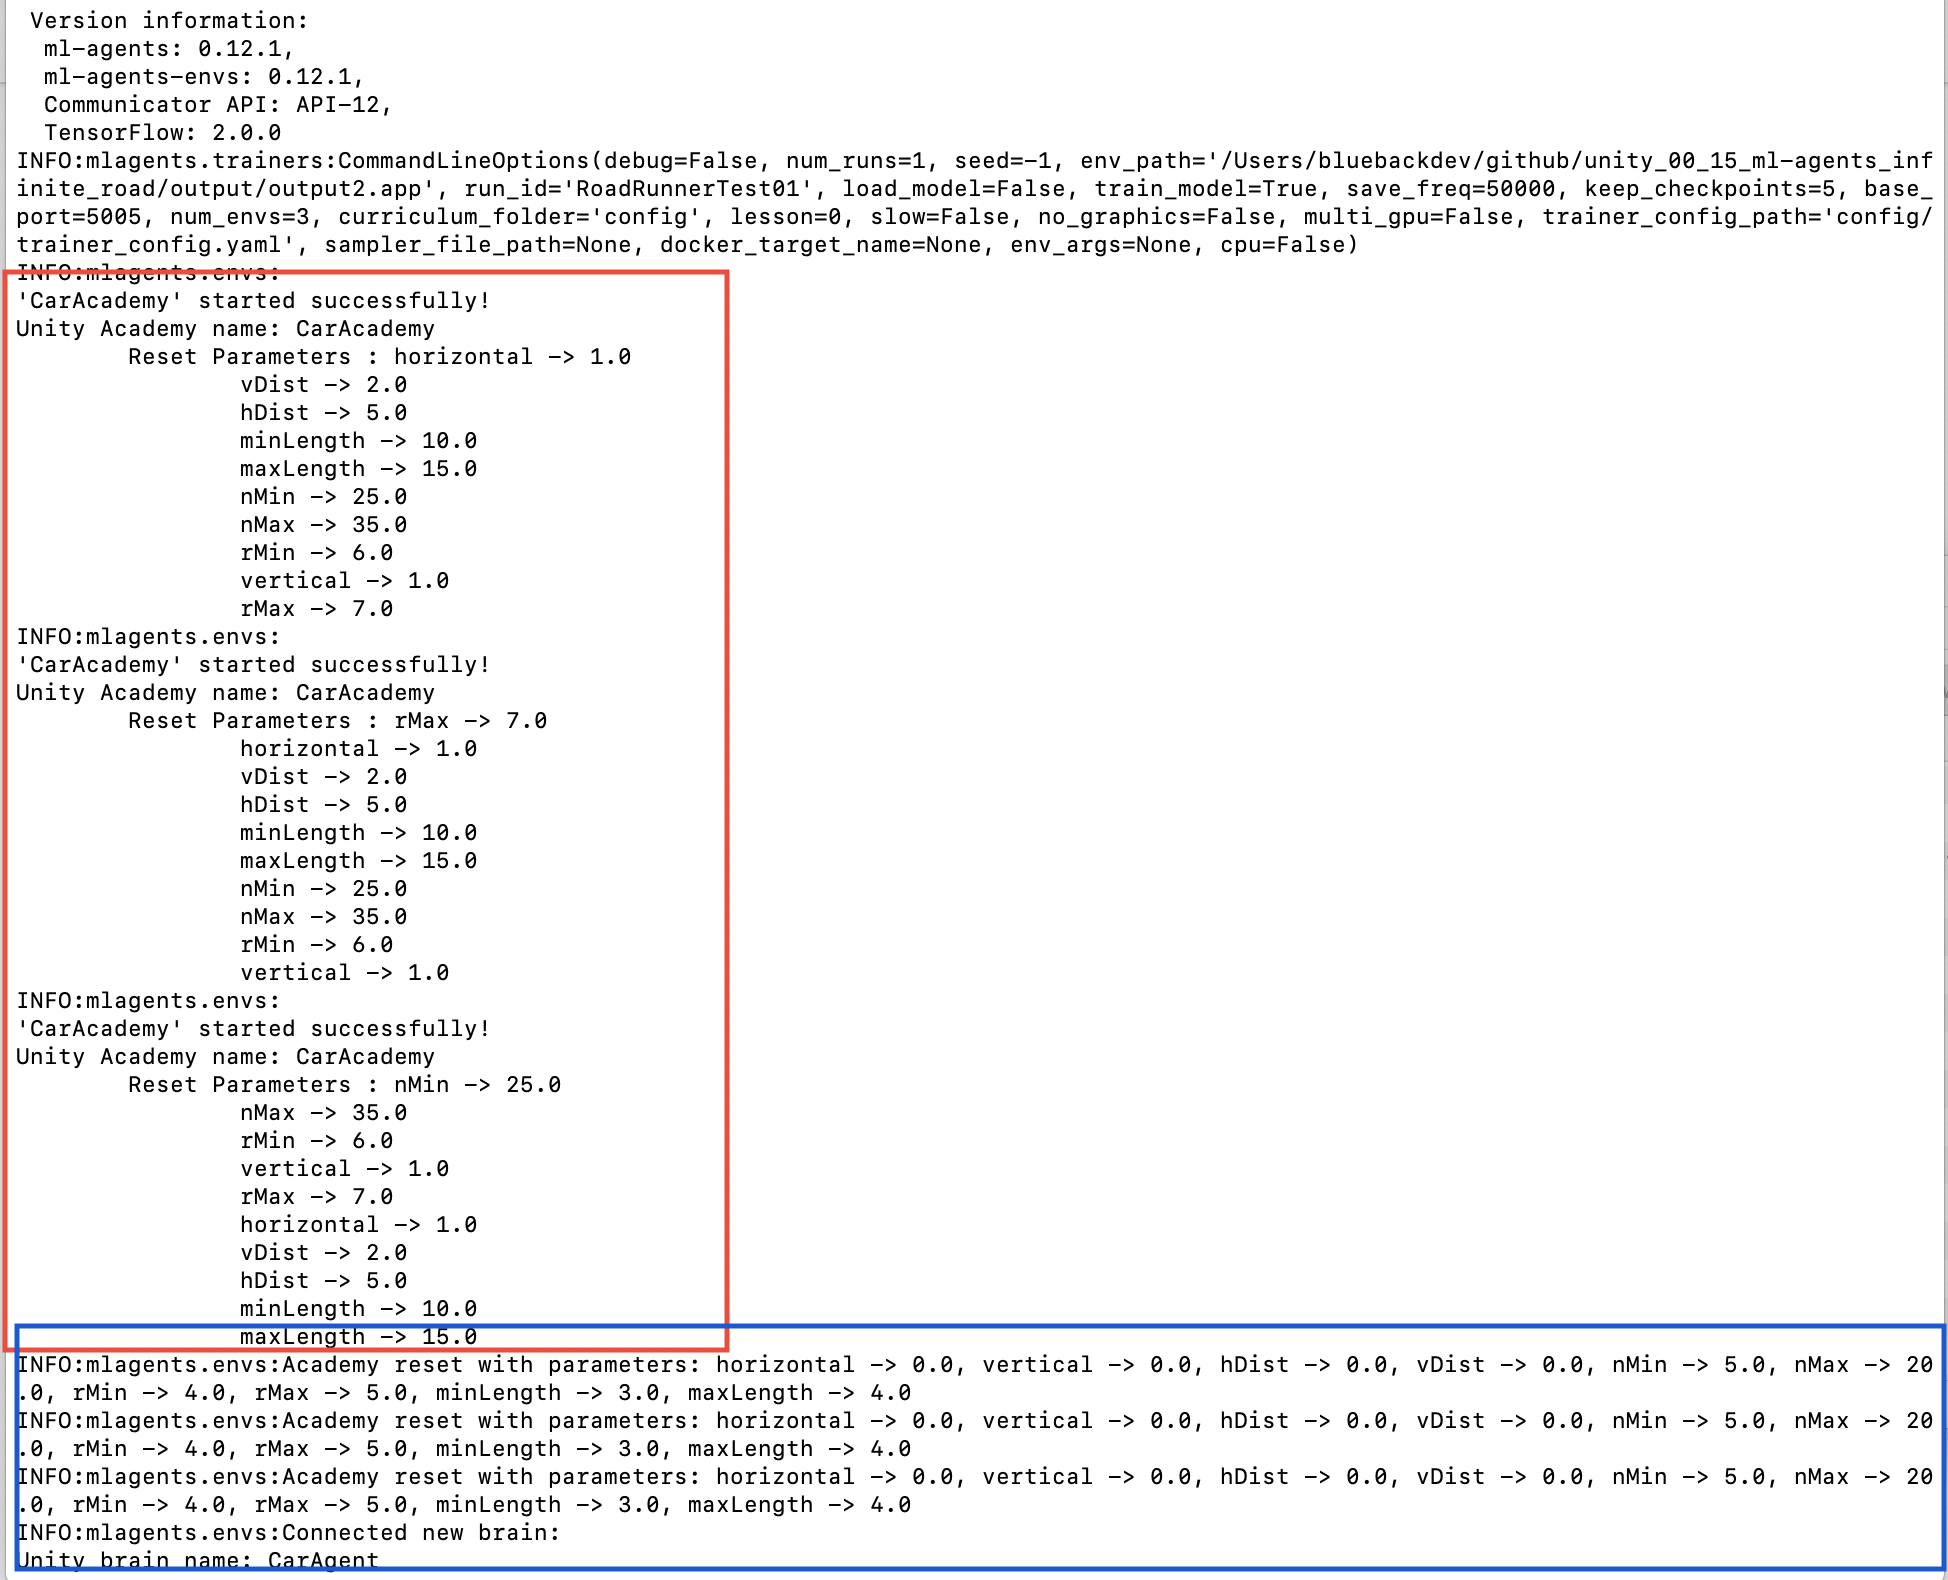 Version information:
ml-agents: 0.12.1,
ml-agents-envs: 0.12.1,
Communicator API: API-12,
TensorFlow: 2.0.0
INFO:mlagents.trainers:CommandLineOptions(debug=False, num_runs=1, seed=-1, env_path='/Users/bluebackdev/github/unity_00_15_ml-agents_inf
inite_road/output/output2.app', run_id='RoadRunnerTest01', load_model=False, train_model=True, save_freq=50000, keep_checkpoints=5, base_
port=5005, num_envs=3, curriculum_folder='config', lesson=0, slow=False, no_graphics=False, multi_gpu=False, trainer_config_path='config/
trainer_config.yaml', sampler_file_path=None, docker_target_name=None, env_args=None, cpu=False)
INFO:mlagents.envs:
'CarAcademy' started successfully!
Unity Academy name: CarAcademy
Reset Parameters : horizontal -> 1.0
vDist -> 2.0
hDist -> 5.0
minLength -> 10.0
maxLength -> 15.0
nMin -> 25.0
nMax -> 35.0
rMin -> 6.0
vertical -> 1.0
rMax -> 7.0
INFO:mlagents.envs:
'CarAcademy' started successfully!
Unity Academy name: CarAcademy
Reset Parameters : rMax -> 7.0
horizontal -> 1.0
vDist -> 2.0
hDist -> 5.0
minLength -> 10.0
maxLength -> 15.0
nMin -> 25.0
nMax -> 35.0
rMin -> 6.0
vertical -> 1.0
INFO:mlagents.envs:
'CarAcademy' started successfully!
Unity Academy name: CarAcademy
Reset Parameters : nMin -> 25.0
nMax -> 35.0
rMin -> 6.0
vertical -> 1.0
rMax -> 7.0
horizontal -> 1.0
vDist -> 2.0
hDist -> 5.0
minLength -> 10.0
maxLength -> 15.0
INFO:mlagents.envs:Academy reset with parameters: horizontal -> 0.0, vertical -> 0.0, hDist -> 0.0, vDist -> 0.0, nMin -> 5.0, nMax -> 20
.0, rMin -> 4.0, rMax -> 5.0, minLength -> 3.0, maxLength -> 4.0
INFO:mlagents.envs:Academy reset with parameters: horizontal -> 0.0, vertical -> 0.0, hDist -> 0.0, vDist -> 0.0, nMin -> 5.0, nMax -> 20
.0, rMin -> 4.0, rMax -> 5.0, minLength -> 3.0, maxLength -> 4.0
INFO:mlagents.envs:Academy reset with parameters: horizontal -> 0.0, vertical -> 0.0, hDist -> 0.0, vDist -> 0.0, nMin -> 5.0, nMax -> 20
.0, rMin -> 4.0, rMax -> 5.0, minLength -> 3.0, maxLength -> 4.0
INFO:mlagents.envs:Connected new brain:
Unity brain name: CarAgent